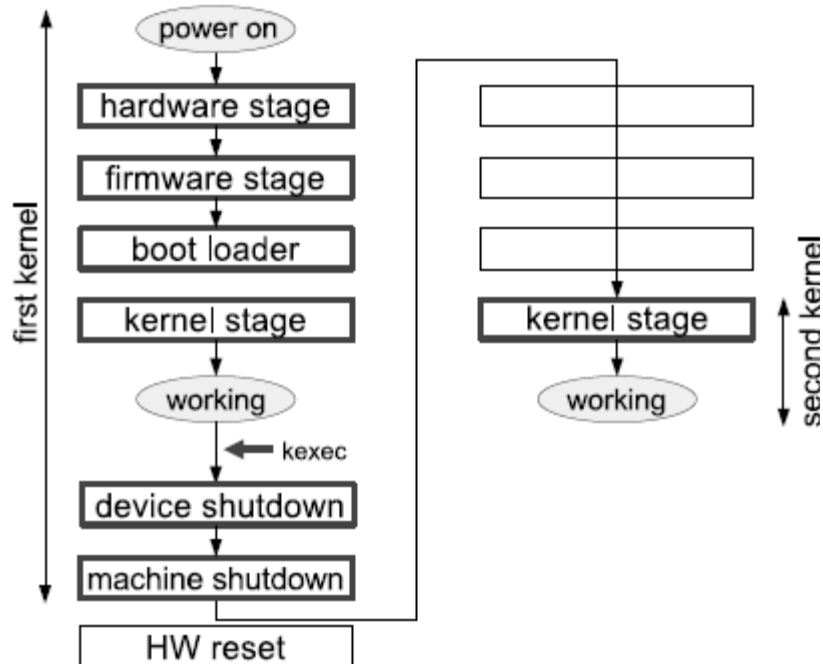 power on
hardware stage
firmware stage
boot loader
kernel stage
working
kexec
device shutdown
machine shutdown
HW reset
first kernel
kernel stage
working
second kernel